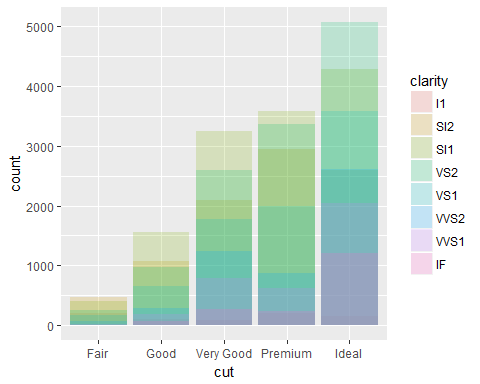 5000
4000
3000
2000
1000
0
count
Fair Good Very Good Premium Ideal
cut
clarity
I1
SI2
SI1
VS2
VS1
VVS2
VVS1
IF